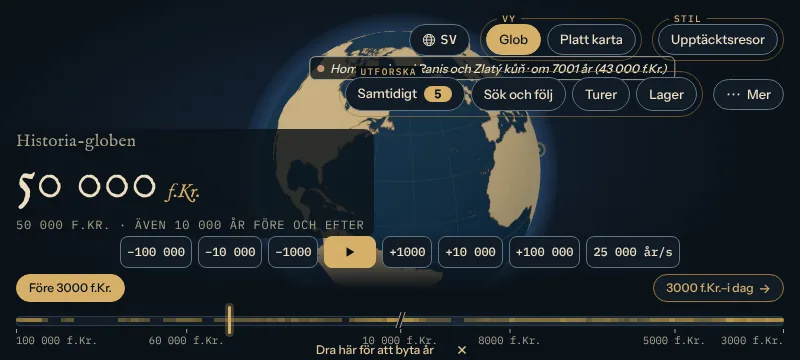 VY
STIL
SV
Glob
Platt karta
Upptäcktsresor
Hom
Ranis och Zlatý kůň · om 7001 år (43 000 f.Kr.)
UTFORSKA
Samtidigt 5
Sök och följ
Turer
Lager
··· Mer
Historia-globen
50 000 f.Kr.
50 000 F.KR. · ÄVEN 10 000 ÅR FÖRE OCH EFTER
−100 000
−10 000
−1000
+1000
+10 000
+100 000
25 000 år/s
Före 3000 f.Kr.
3000 f.Kr.–i dag →
100 000 f.Kr.
60 000 f.Kr.
10 000 f.Kr.
8000 f.Kr.
5000 f.Kr.
3000 f.Kr.
Dra här för att byta år ×